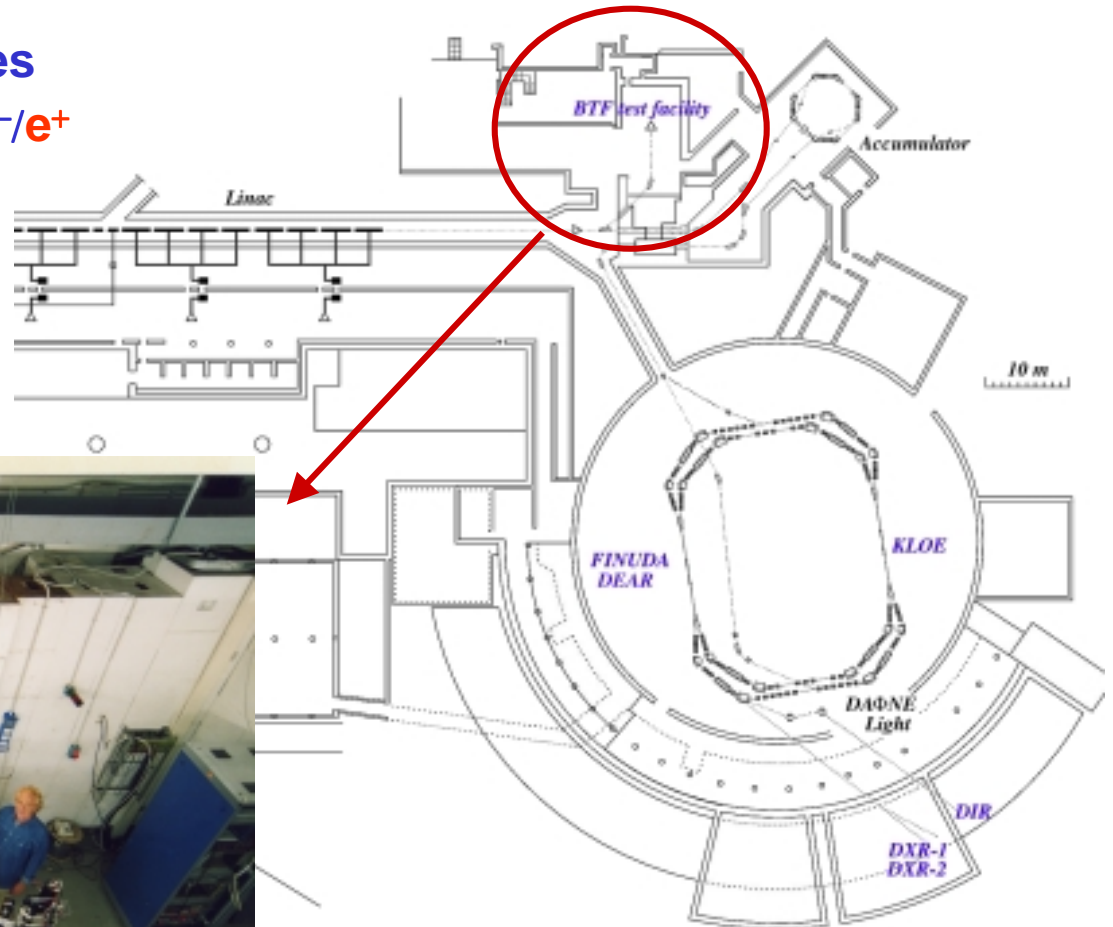 es
–/e+
BTF test facility
Accumulator
Linac
10 m
KLOE
FINUDA
DEAR
DAΦNE
Light
DIR
DXR-1
DXR-2